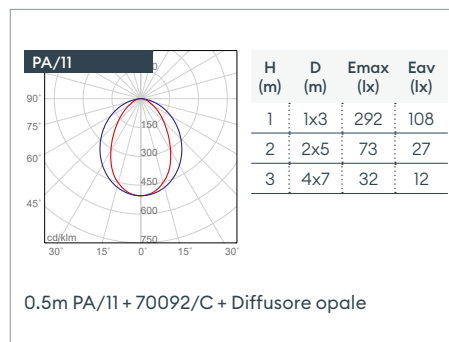 PA/11
0
90°
75°
60°
45°
150
300
450
600
750
cd/klm
30° 15° 0° 15° 30°
H (m) D (m) Emax (lx) Eav (lx)
1 1x3 292 108
2 2x5 73 27
3 4x7 32 12
0.5m PA/11 + 70092/C + Diffusore opale